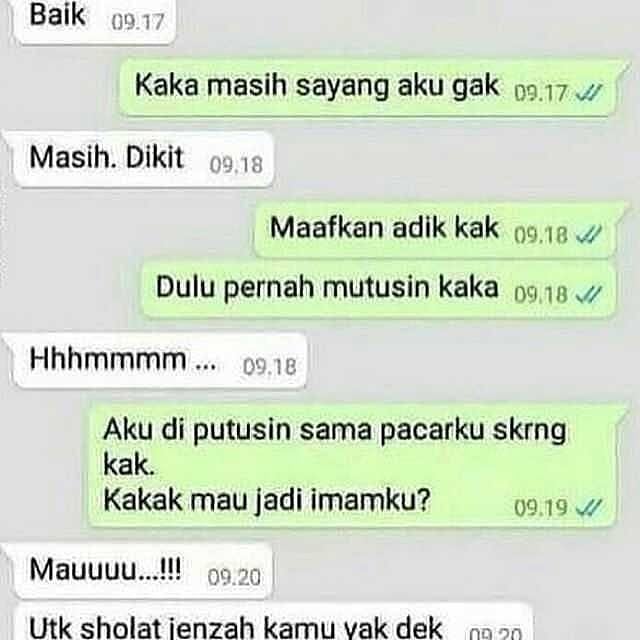 Baik 09.17
Kaka masih sayang aku gak 09.17
Masih. Dikit 09.18
Maafkan adik kak 09.18
Dulu pernah mutusin kaka 09.18
Hhhmmmm ... 09.18
Aku di putusin sama pacarku skrng
kak.
Kakak mau jadi imamku? 09.19
Mauuuu...!!! 09.20
Utk sholat jenzah kamu yak dek 09.20